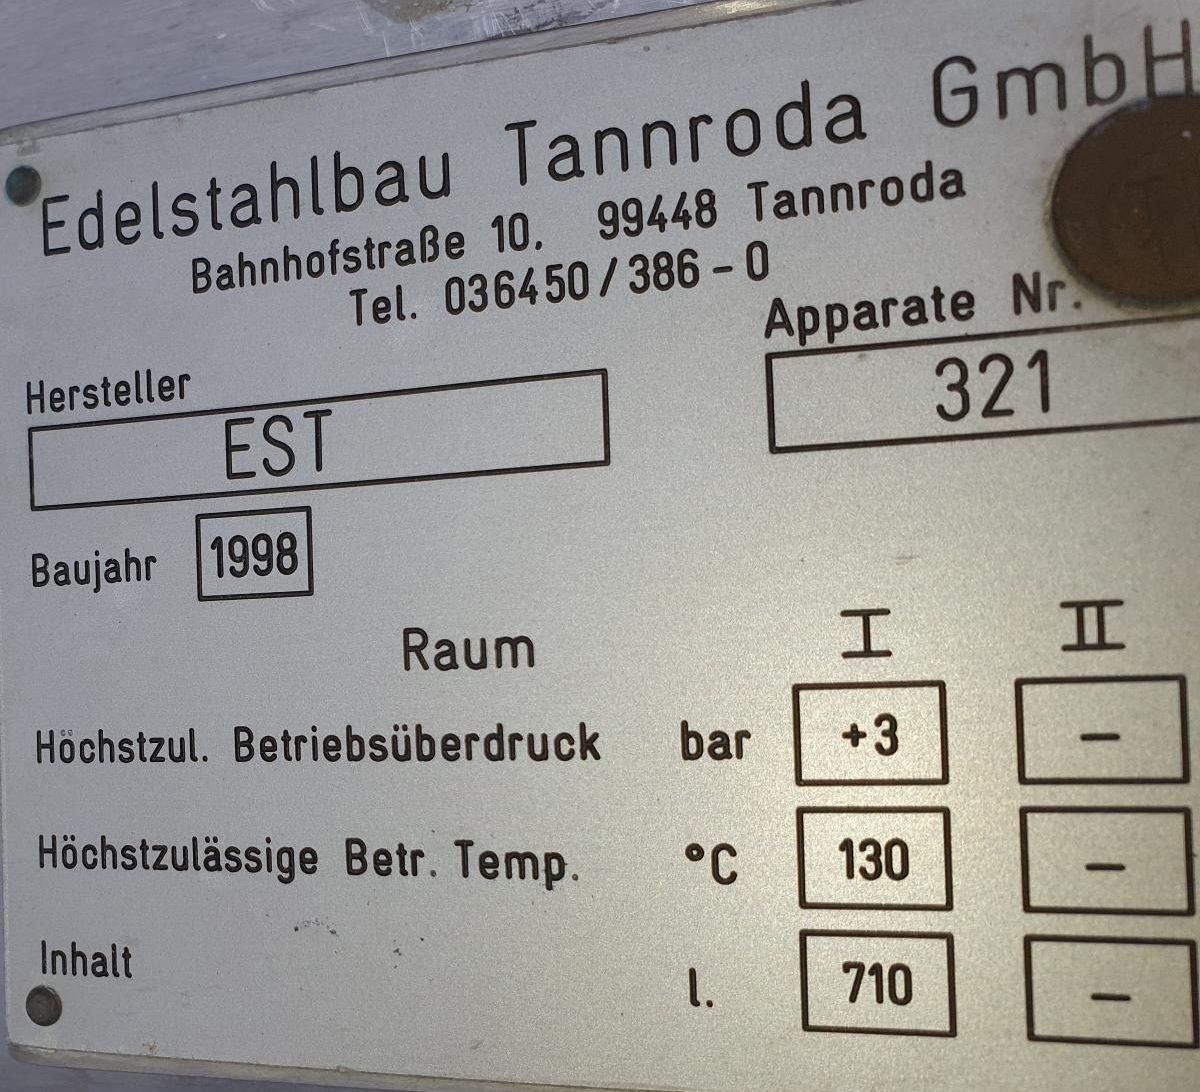 Edelstahlbau Tannroda GmbH
Bahnhofstraße 10, 99448 Tannroda
Tel. 036450/386-0
Apparate Nr.
Hersteller
EST
321
Baujahr 1998
Raum I II
Höchstzul. Betriebsüberdruck bar +3 –
Höchstzulässige Betr. Temp. °C 130 –
Inhalt l. 710 –